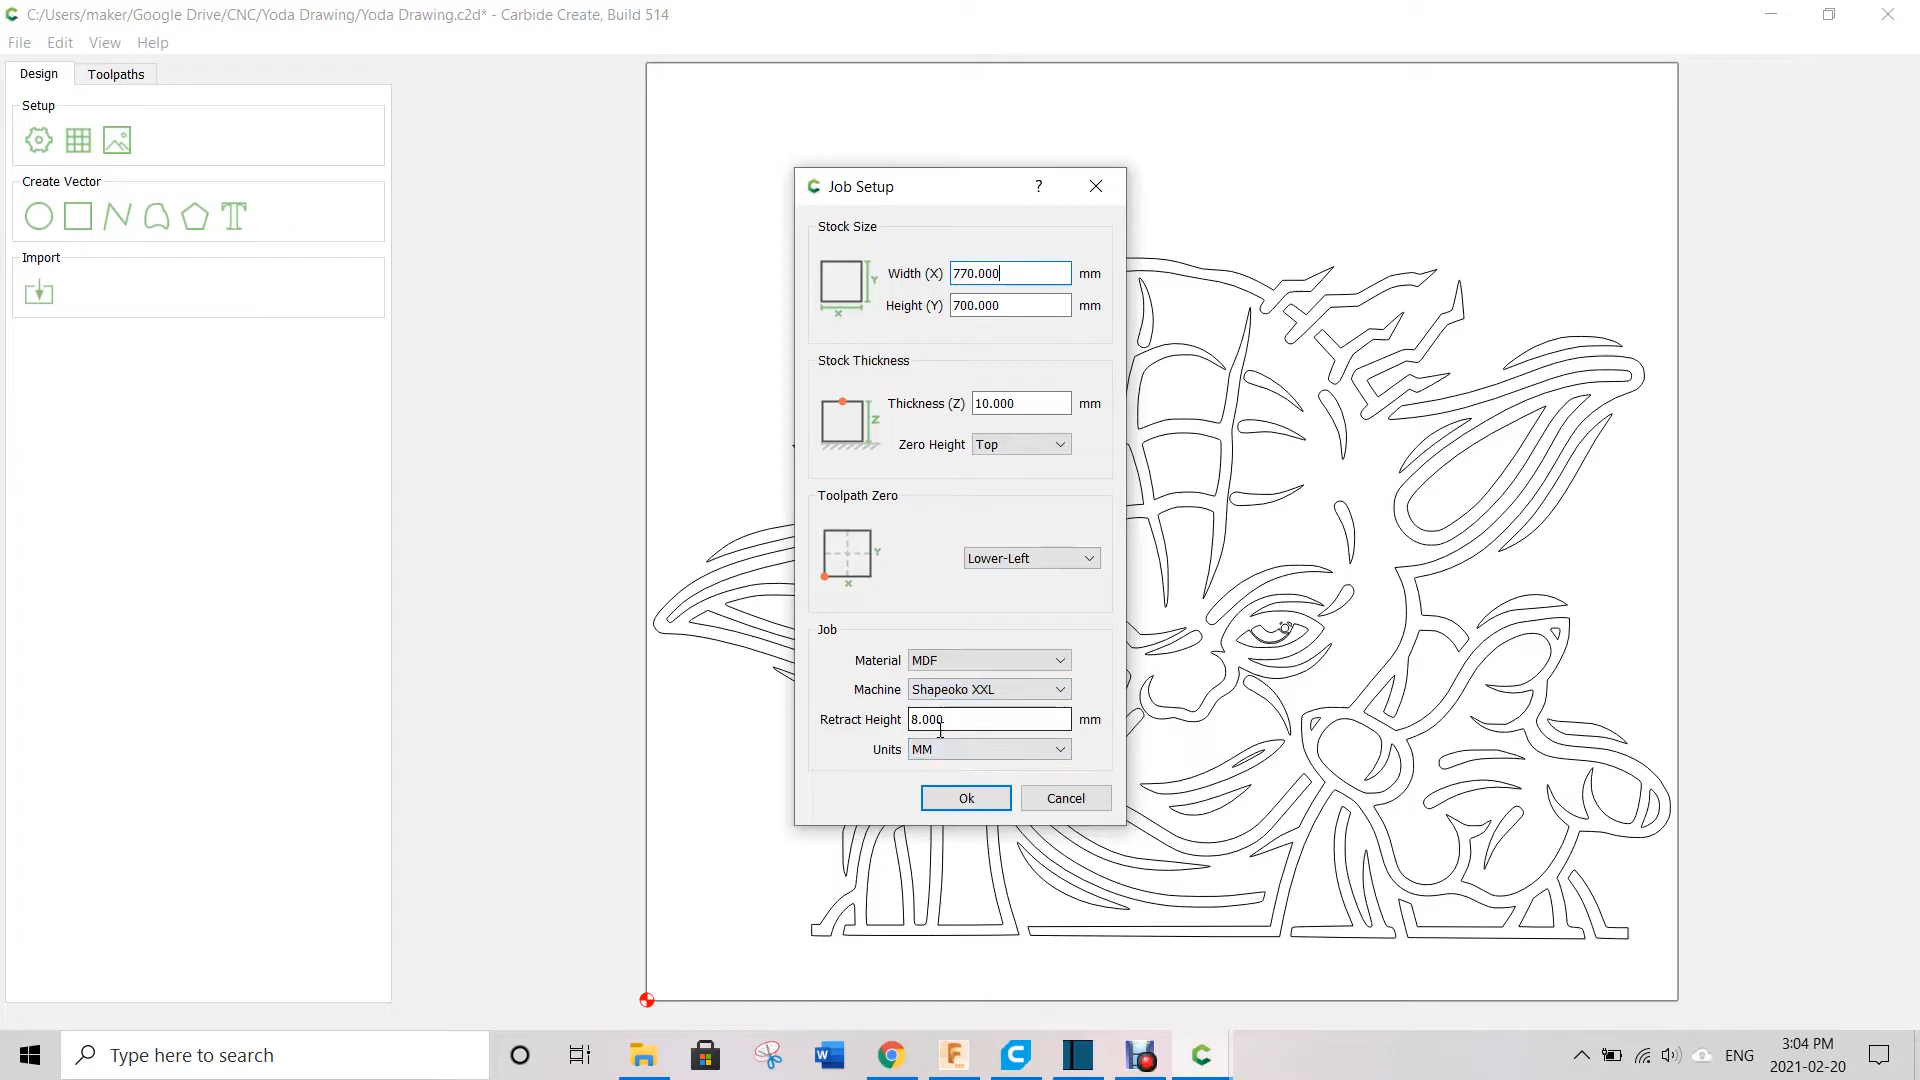 C:/Users/maker/Google Drive/CNC/Yoda Drawing/Yoda Drawing.c2d* - Carbide Create, Build 514
File Edit View Help
Design Toolpaths
Setup
Create Vector
Import
Job Setup ?
Stock Size
Width (X) 770.000 mm
Y
Height (Y) 700.000 mm
X
Stock Thickness
Thickness (Z) 10.000 mm
Z
Zero Height Top
Toolpath Zero
Y
Lower-Left
X
Job
Material MDF
Machine Shapeoko XXL
Retract Height 8.000 mm
Units MM
Ok Cancel
Type here to search
ENG
3:04 PM
2021-02-20